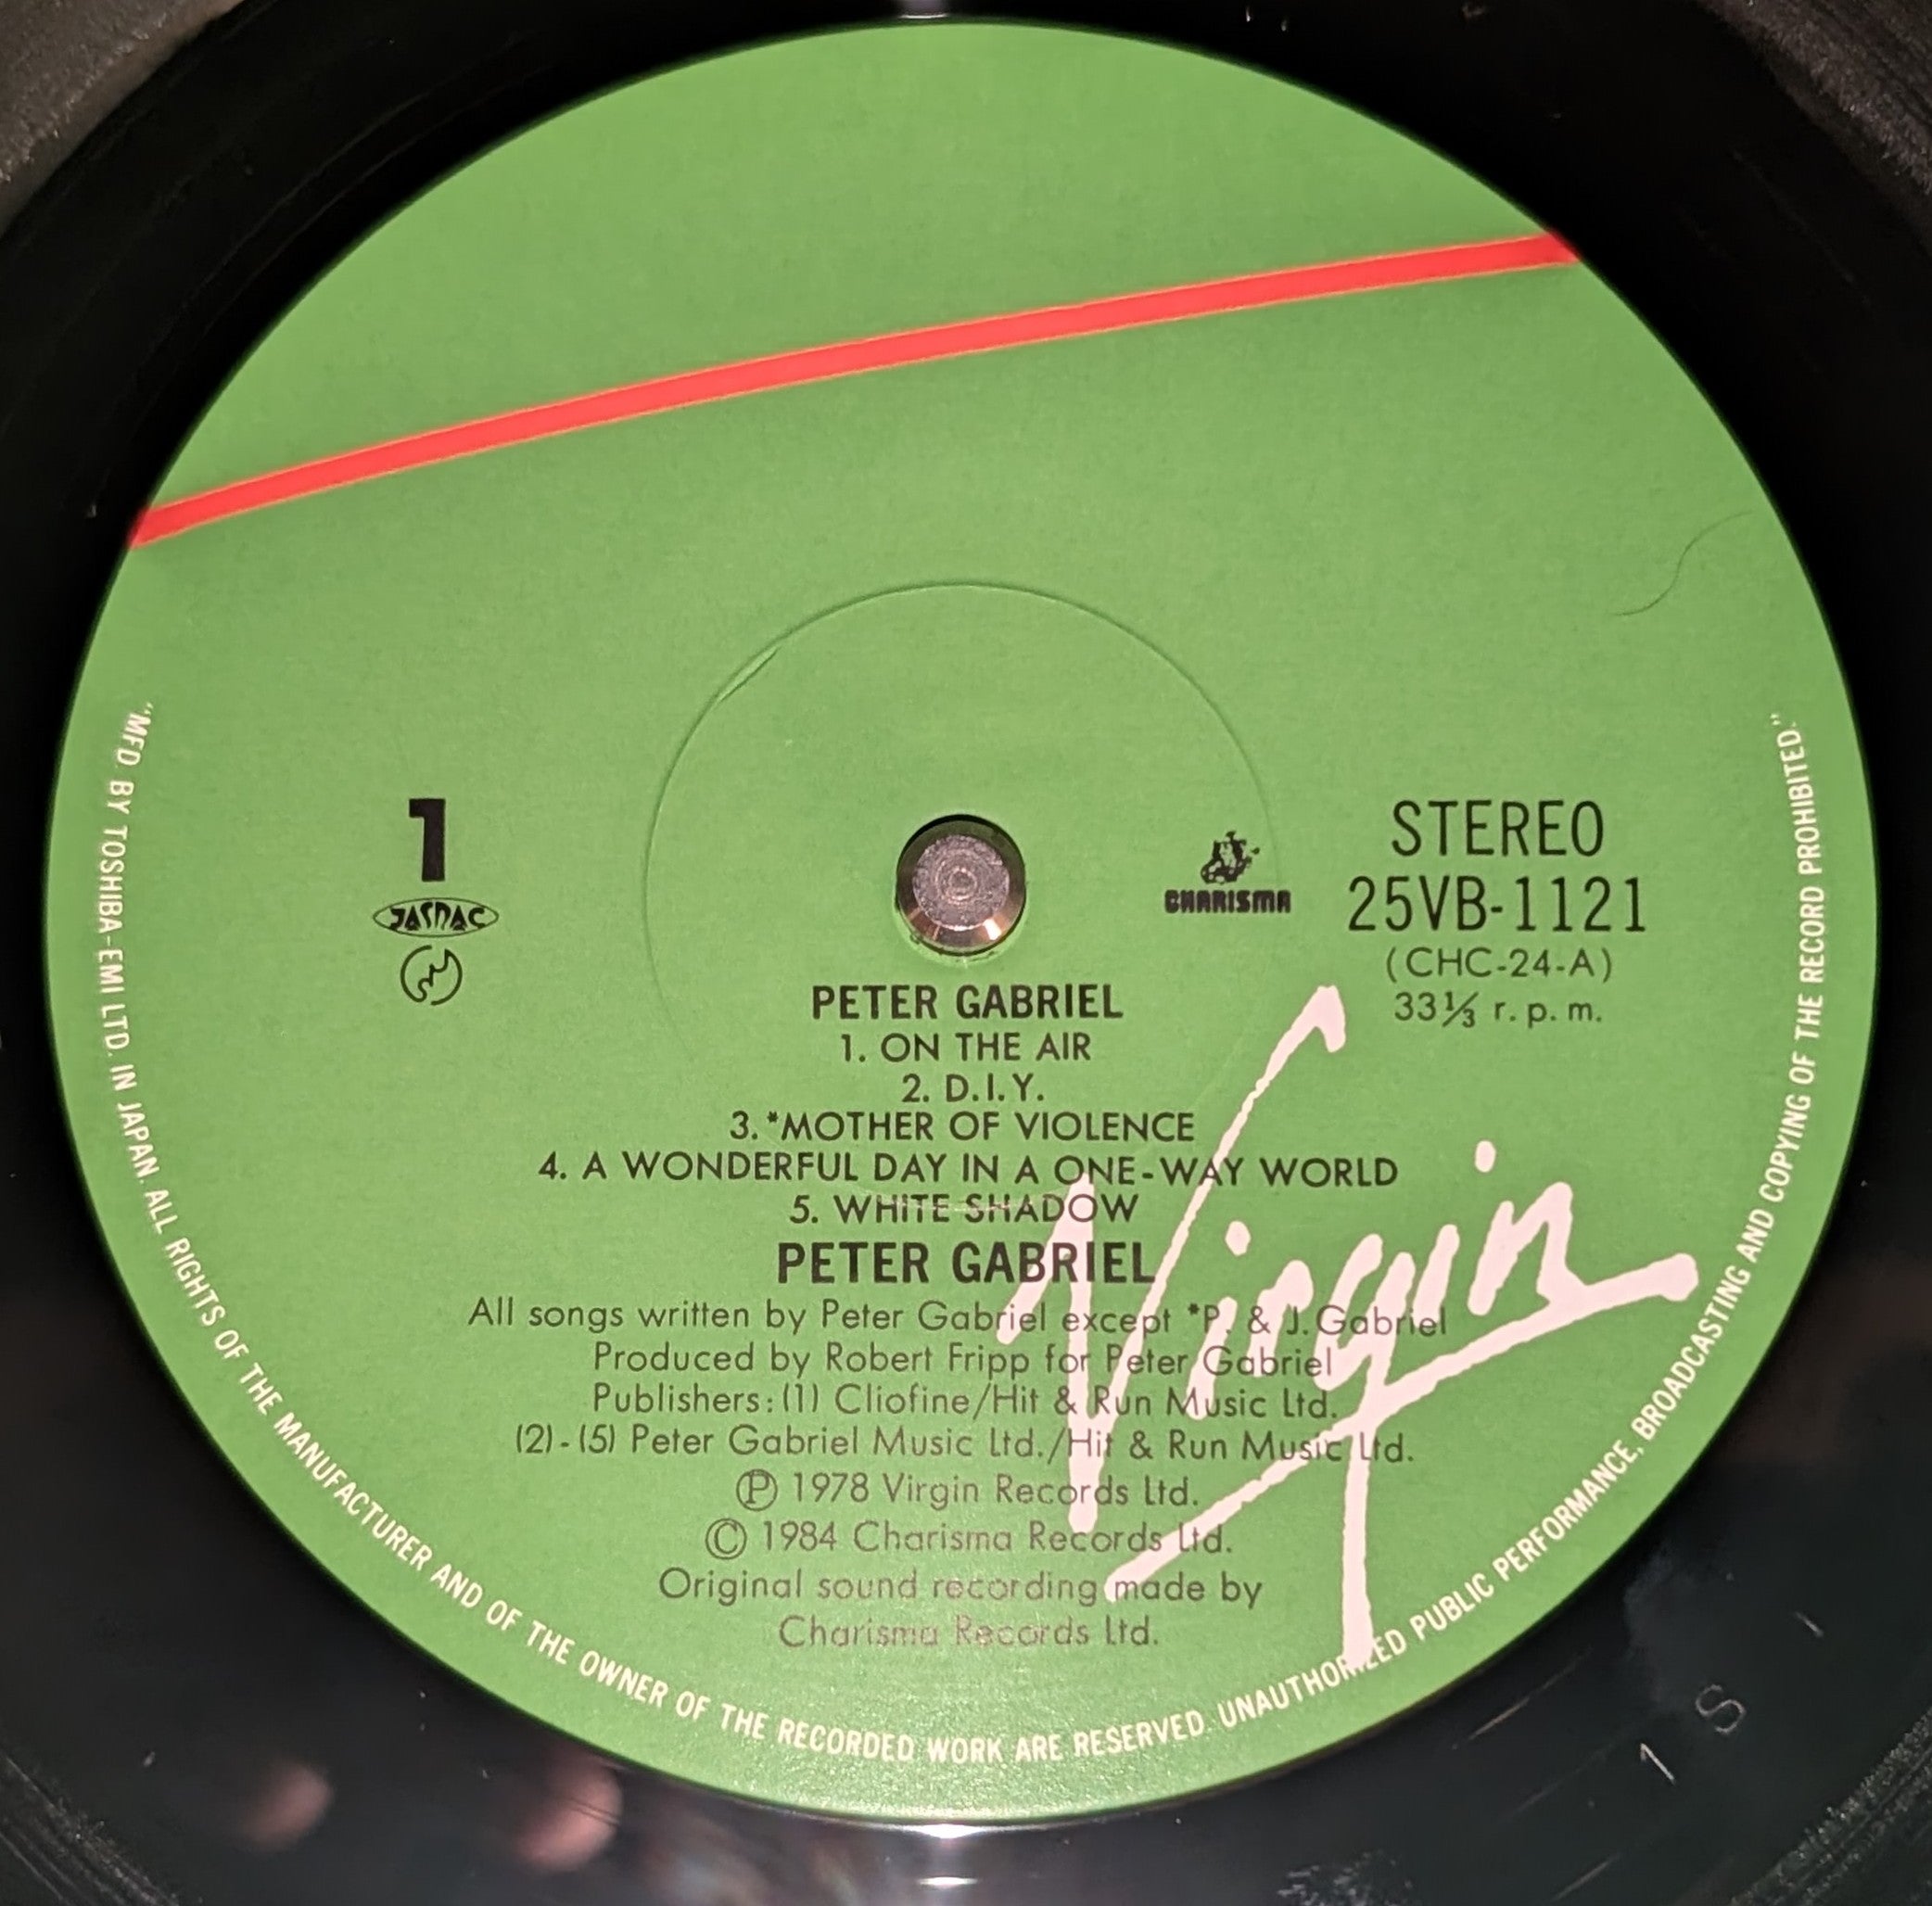 1
JASRAC
CHARISMA
STEREO
25VB-1121
(CHC-24-A)
33⅓ r.p.m.
PETER GABRIEL
1. ON THE AIR
2. D.I.Y.
3. *MOTHER OF VIOLENCE
4. A WONDERFUL DAY IN A ONE-WAY WORLD
5. WHITE SHADOW
PETER GABRIEL
All songs written by Peter Gabriel except *P. & J. Gabriel
Produced by Robert Fripp for Peter Gabriel
Publishers: (1) Cliofine/Hit & Run Music Ltd.
(2)-(5) Peter Gabriel Music Ltd./Hit & Run Music Ltd.
Ⓟ 1978 Virgin Records Ltd.
© 1984 Charisma Records Ltd.
Original sound recording made by
Charisma Records Ltd.
Virgin
"MFD. BY TOSHIBA-EMI LTD. IN JAPAN. ALL RIGHTS OF THE MANUFACTURER AND OF THE OWNER OF THE RECORDED WORK ARE RESERVED. UNAUTHORIZED PUBLIC PERFORMANCE, BROADCASTING AND COPYING OF THE RECORD PROHIBITED."
1 S